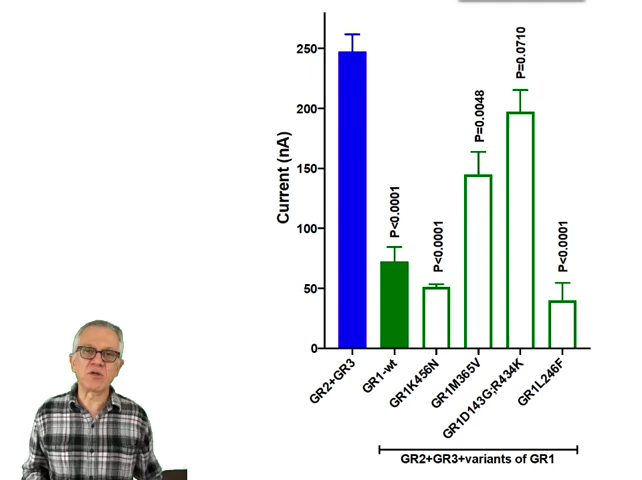 Current (nA)
250
200
150
100
50
0
P<0.0001
P<0.0001
P=0.0048
P=0.0710
P<0.0001
GR2+GR3
GR1-wt
GR1K456N
GR1M365V
GR1D143G;R434K
GR1L246F
GR2+GR3+variants of GR1